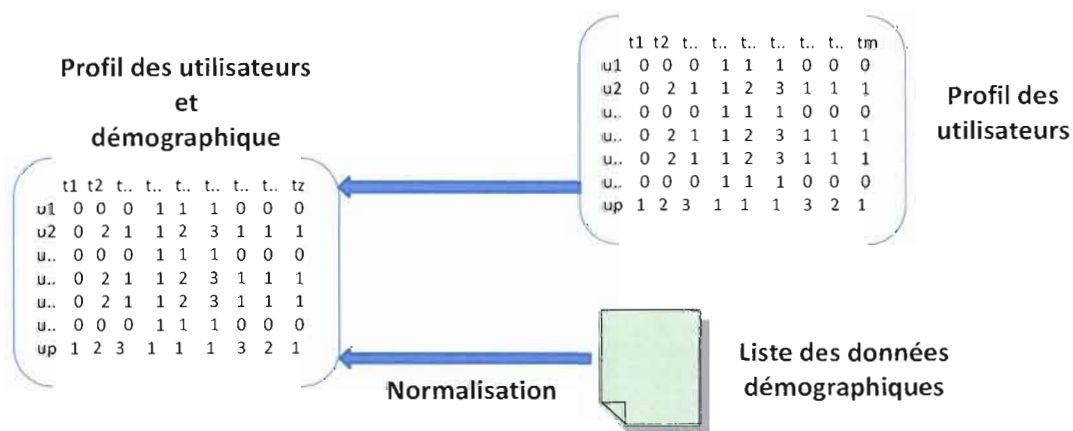 Profil des utilisateurs
et
démographique
t1 t2 t.. t.. t.. t.. t.. t.. tz
u1 0 0 0 1 1 1 0 0 0
u2 0 2 1 1 2 3 1 1 1
u.. 0 0 0 1 1 1 0 0 0
u.. 0 2 1 1 2 3 1 1 1
u.. 0 2 1 1 2 3 1 1 1
u.. 0 0 0 1 1 1 0 0 0
up 1 2 3 1 1 1 3 2 1
t1 t2 t.. t.. t.. t.. t.. t.. tm
u1 0 0 0 1 1 1 0 0 0
u2 0 2 1 1 2 3 1 1 1
u.. 0 0 0 1 1 1 0 0 0
u.. 0 2 1 1 2 3 1 1 1
u.. 0 2 1 1 2 3 1 1 1
u.. 0 0 0 1 1 1 0 0 0
up 1 2 3 1 1 1 3 2 1
Profil des
utilisateurs
Normalisation
Liste des données
démographiques